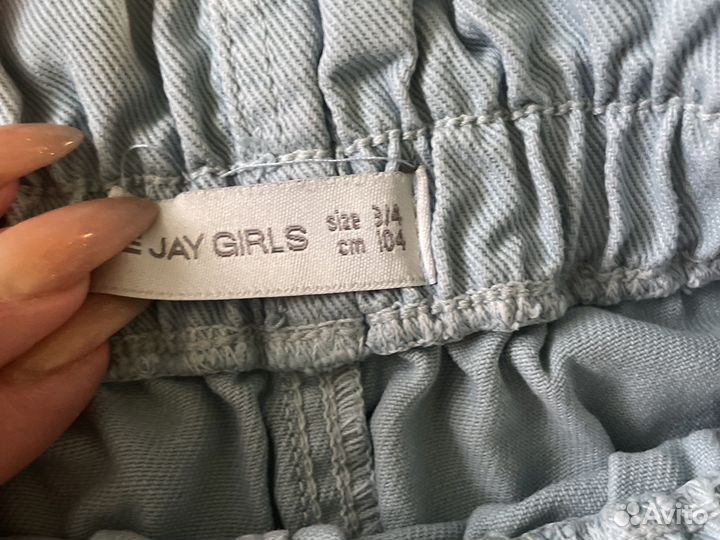 JAY GIRLS
size 3/4
cm 104
Avito